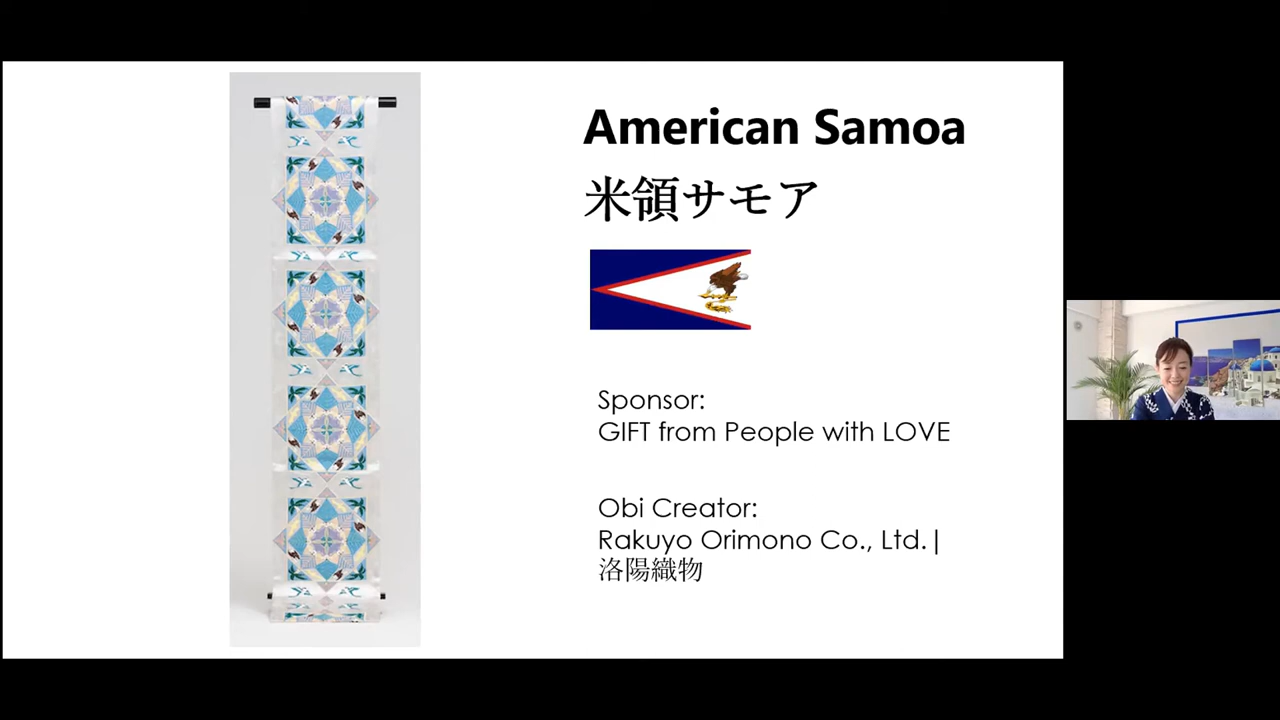 American Samoa
米領サモア
Sponsor:
GIFT from People with LOVE
Obi Creator:
Rakuyo Orimono Co., Ltd.|
洛陽織物